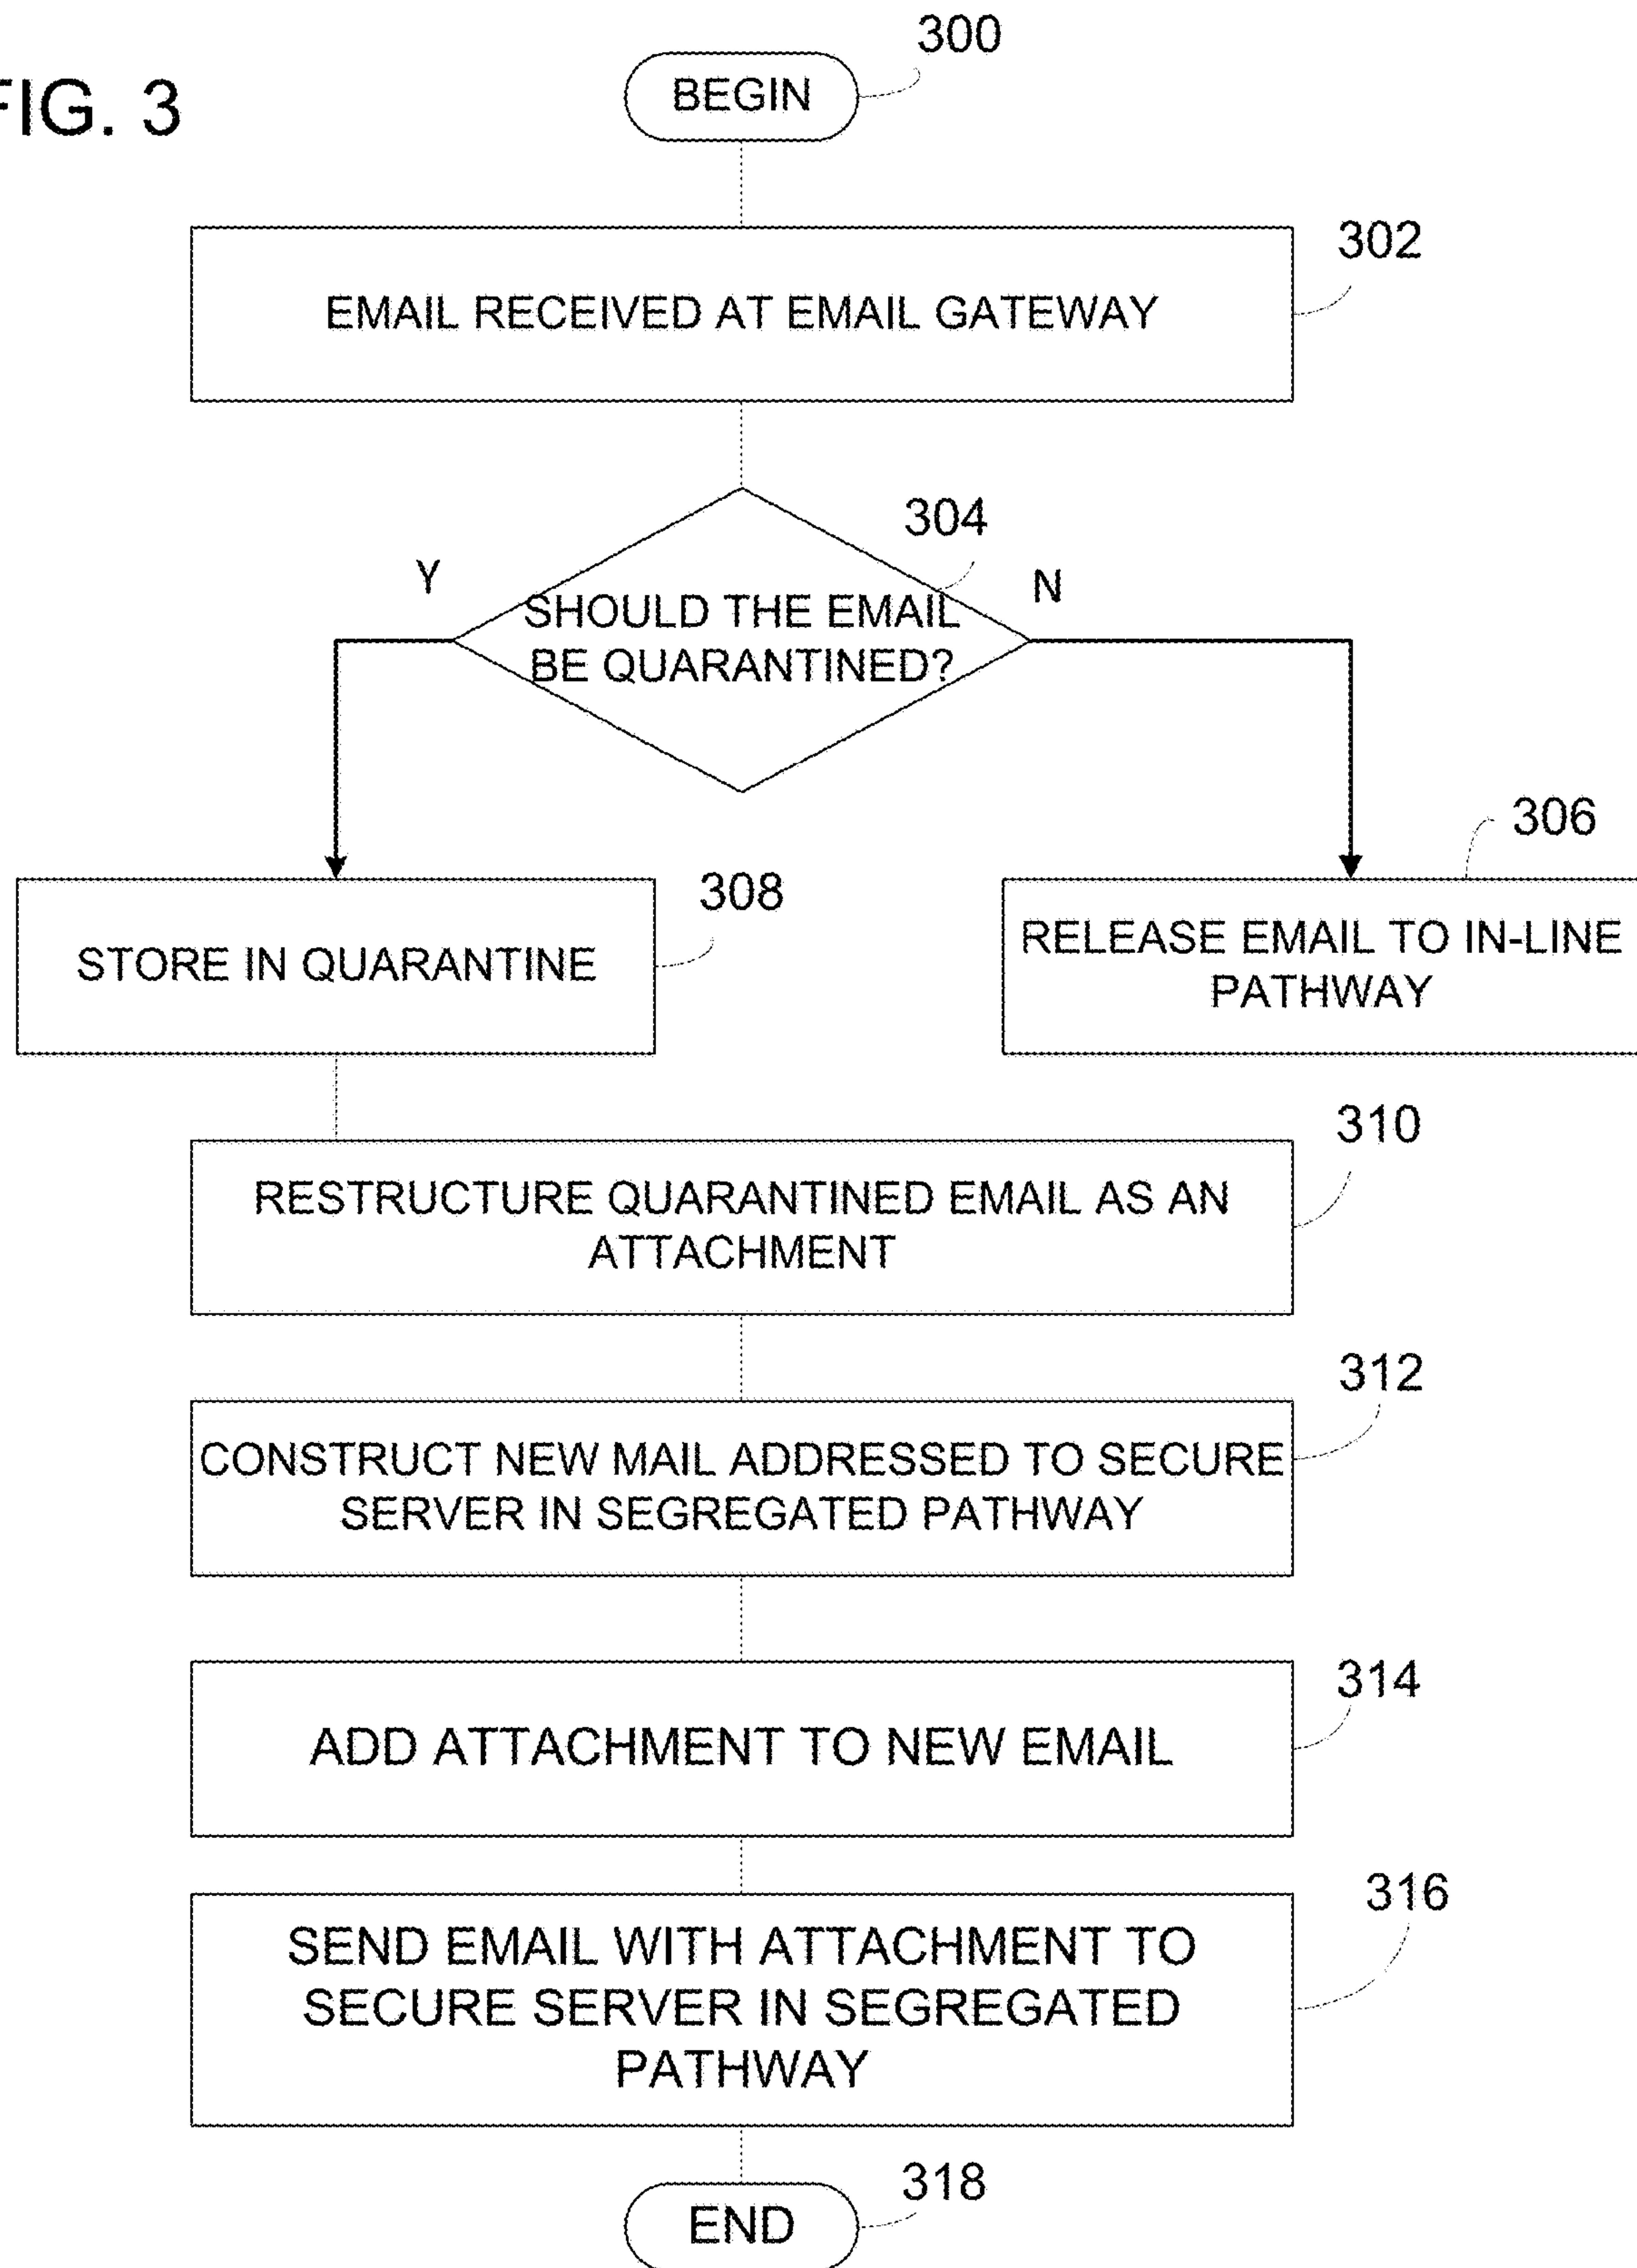 FIG. 3
300
BEGIN
302
EMAIL RECEIVED AT EMAIL GATEWAY
304
Y
N
SHOULD THE EMAIL
BE QUARANTINED?
306
308
STORE IN QUARANTINE
RELEASE EMAIL TO IN-LINE
PATHWAY
310
RESTRUCTURE QUARANTINED EMAIL AS AN
ATTACHMENT
312
CONSTRUCT NEW MAIL ADDRESSED TO SECURE
SERVER IN SEGREGATED PATHWAY
314
ADD ATTACHMENT TO NEW EMAIL
316
SEND EMAIL WITH ATTACHMENT TO
SECURE SERVER IN SEGREGATED
PATHWAY
318
END